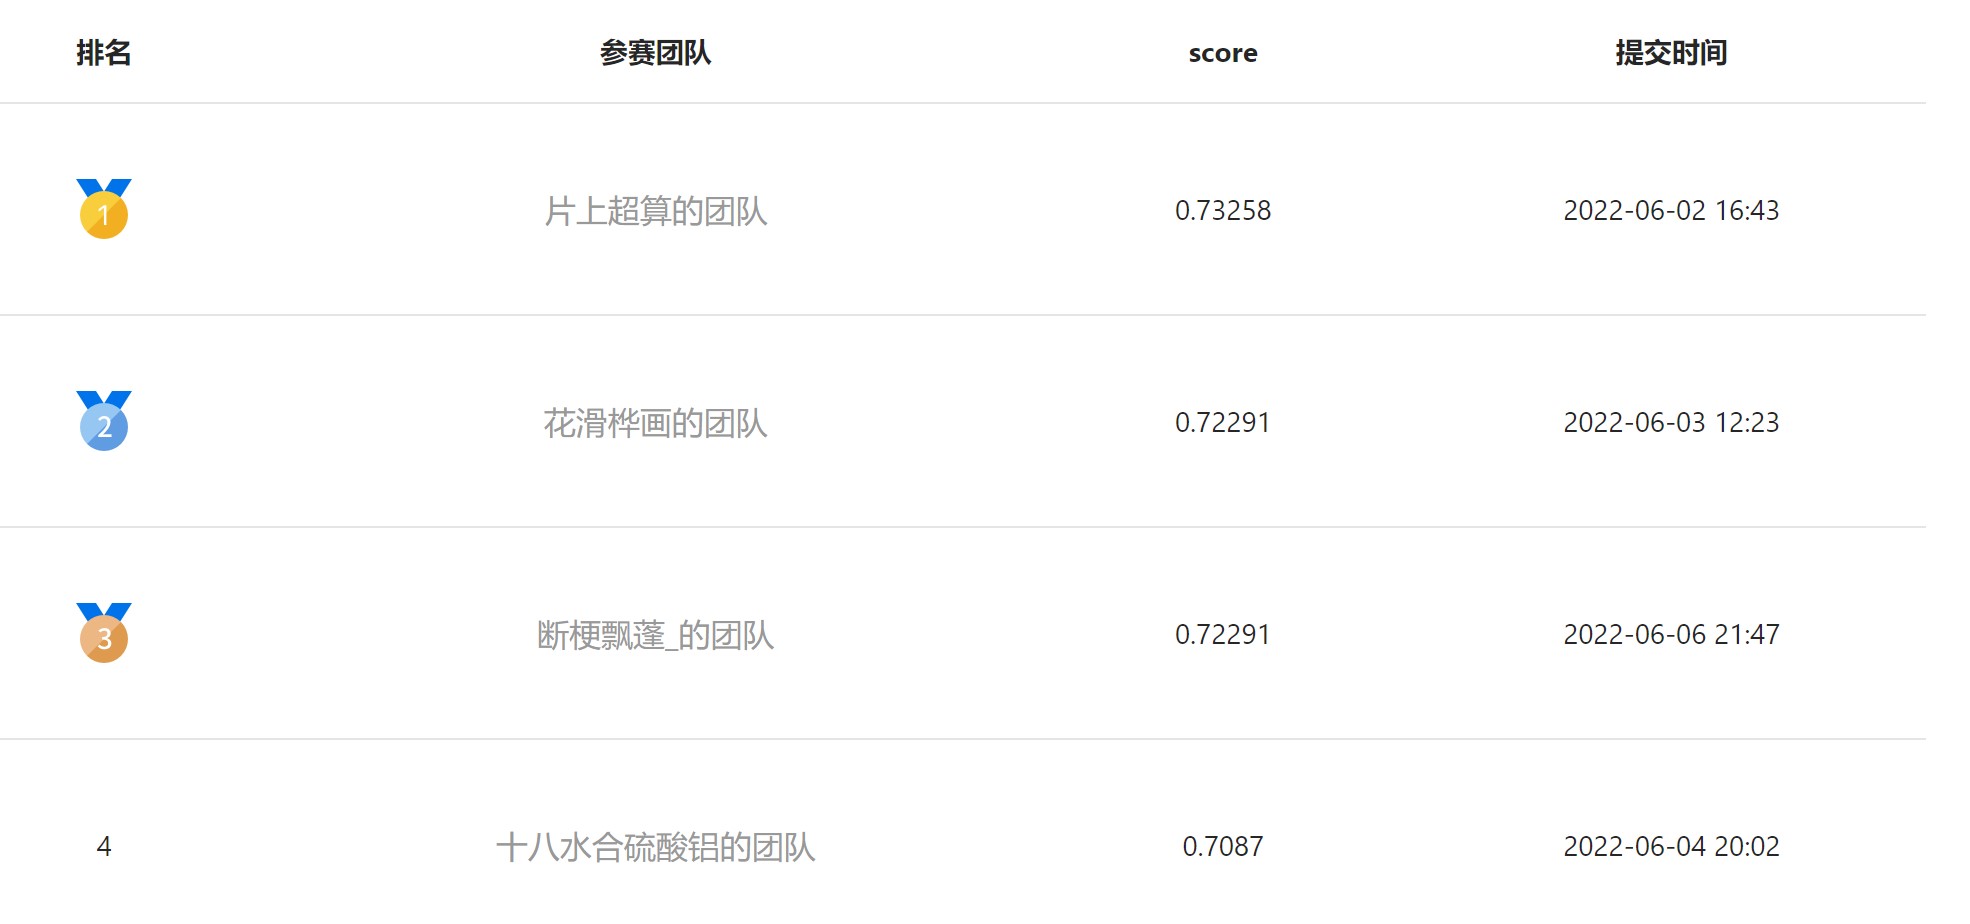 排名 参赛团队 score 提交时间
1 片上超算的团队 0.73258 2022-06-02 16:43
2 花滑桦画的团队 0.72291 2022-06-03 12:23
3 断梗飘蓬_的团队 0.72291 2022-06-06 21:47
4 十八水合硫酸铝的团队 0.7087 2022-06-04 20:02